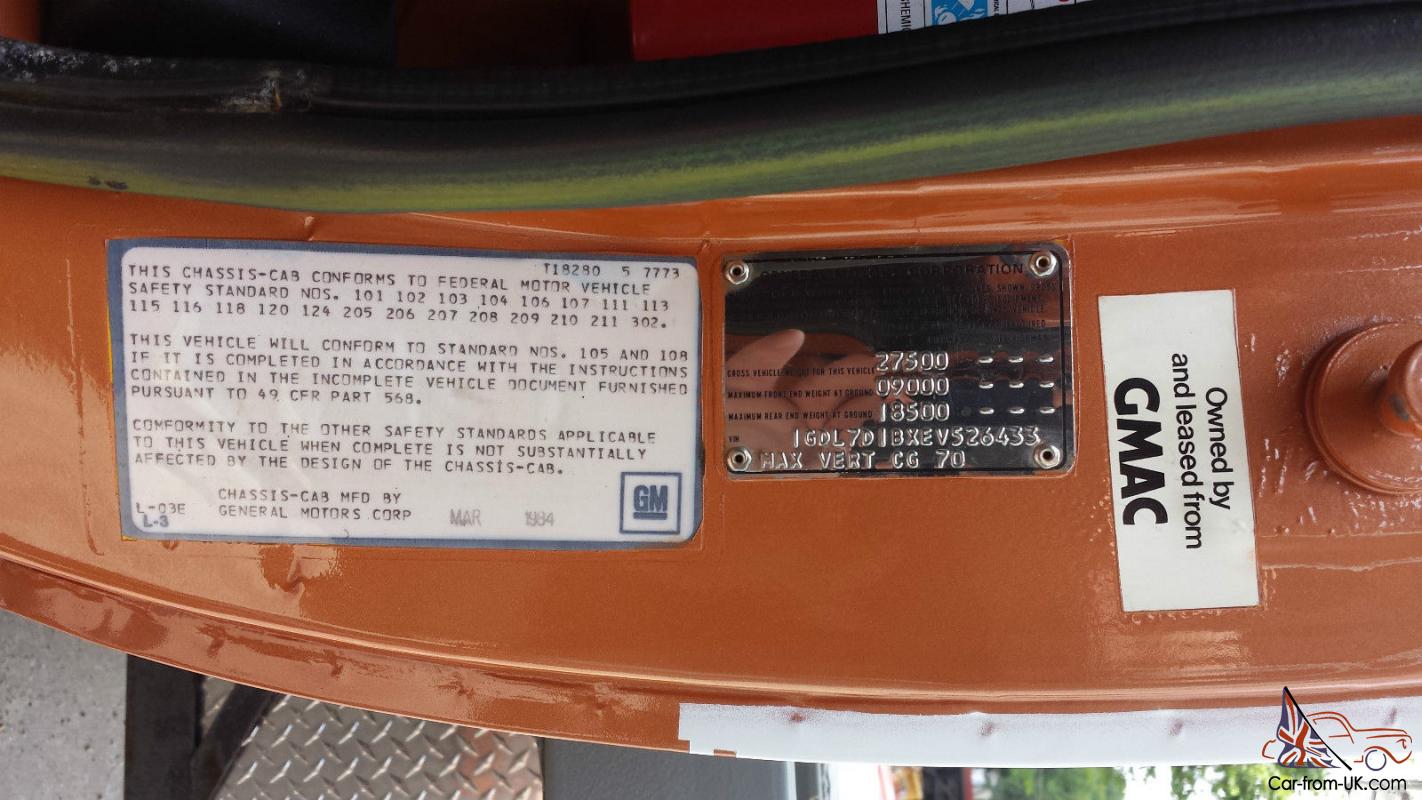 CHEMIC
T18280 5 7773
THIS CHASSIS-CAB CONFORMS TO FEDERAL MOTOR VEHICLE
SAFETY STANDARD NOS. 101 102 103 104 106 107 111 113
115 116 118 120 124 205 206 207 208 209 210 211 302.
THIS VEHICLE WILL CONFORM TO STANDARD NOS. 105 AND 108
IF IT IS COMPLETED IN ACCORDANCE WITH THE INSTRUCTIONS
CONTAINED IN THE INCOMPLETE VEHICLE DOCUMENT FURNISHED
PURSUANT TO 49 CFR PART 568.
CONFORMITY TO THE OTHER SAFETY STANDARDS APPLICABLE
TO THIS VEHICLE WHEN COMPLETE IS NOT SUBSTANTIALLY
AFFECTED BY THE DESIGN OF THE CHASSIS-CAB.
CHASSIS-CAB MFD BY
L-03E GENERAL MOTORS CORP MAR 1984
L-3
GM
CORPORATION
GROSS VEHICLE WEIGHT FOR THIS VEHICLE 27500 - - - -
MAXIMUM FRONT END WEIGHT AT GROUND 09000 - - - -
MAXIMUM REAR END WEIGHT AT GROUND 18500 - - - -
VIN 1GDL7D1BXEV526433
MAX VERT CG 70
Owned by
and leased from
GMAC
Car-from-UK.com